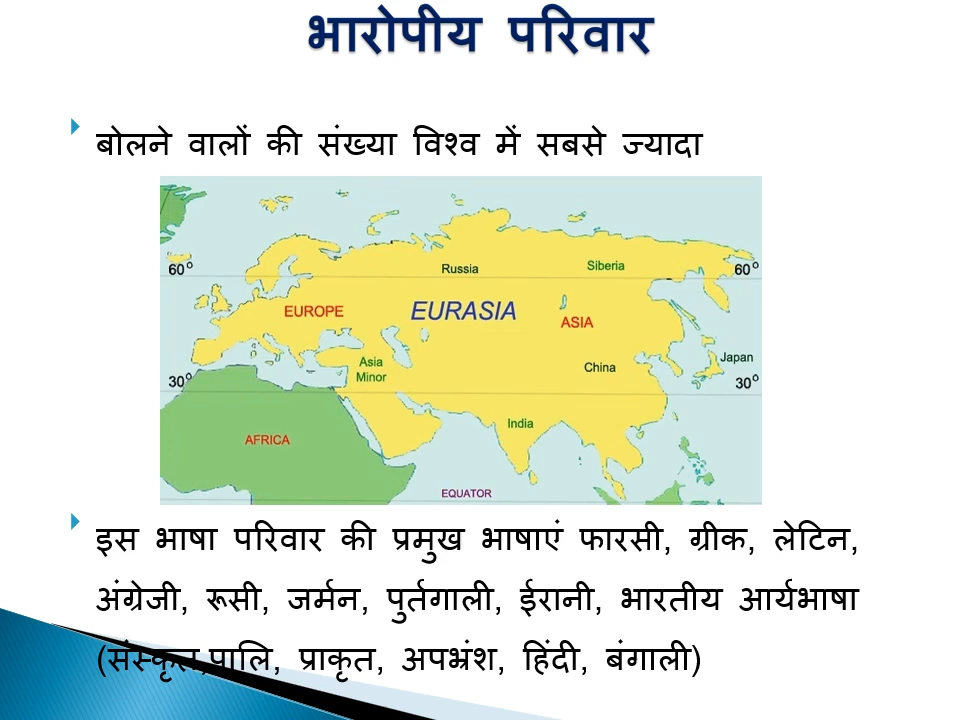 भारोपीय परिवार
बोलने वालों की संख्या विश्व में सबसे ज्यादा
60°
Russia
Siberia
60°
EUROPE
EURASIA
ASIA
Asia
Minor
China
Japan
30°
30°
India
AFRICA
EQUATOR
इस भाषा परिवार की प्रमुख भाषाएं फारसी, ग्रीक, लेटिन,
अंग्रेजी, रूसी, जर्मन, पुर्तगाली, ईरानी, भारतीय आर्यभाषा
(संस्कृत,पालि, प्राकृत, अपभ्रंश, हिंदी, बंगाली)